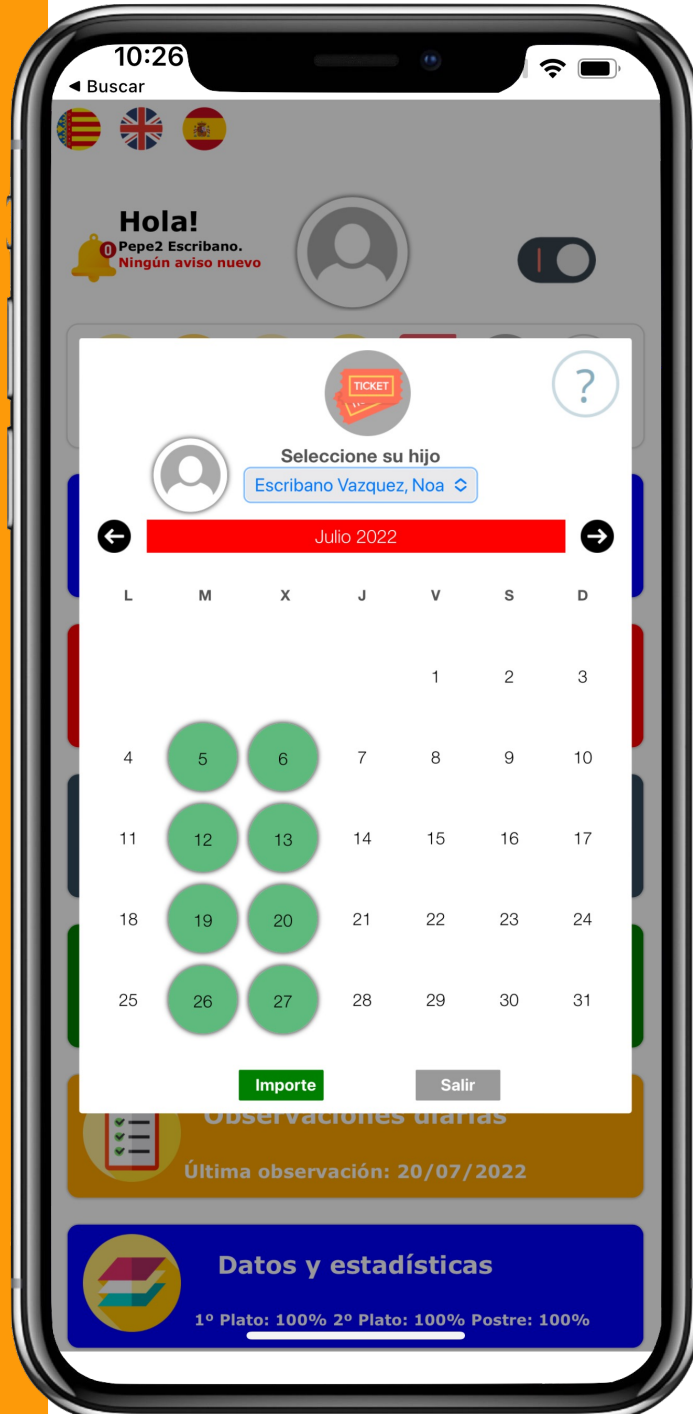 10:26
◀ Buscar
Hola!
0
Pepe2 Escribano.
Ningún aviso nuevo
TICKET
?
Seleccione su hijo
Escribano Vazquez, Noa
Julio 2022
L M X J V S D
1 2 3
4 5 6 7 8 9 10
11 12 13 14 15 16 17
18 19 20 21 22 23 24
25 26 27 28 29 30 31
Importe Salir
Observaciones diarias
Última observación: 20/07/2022
Datos y estadísticas
1º Plato: 100% 2º Plato: 100% Postre: 100%